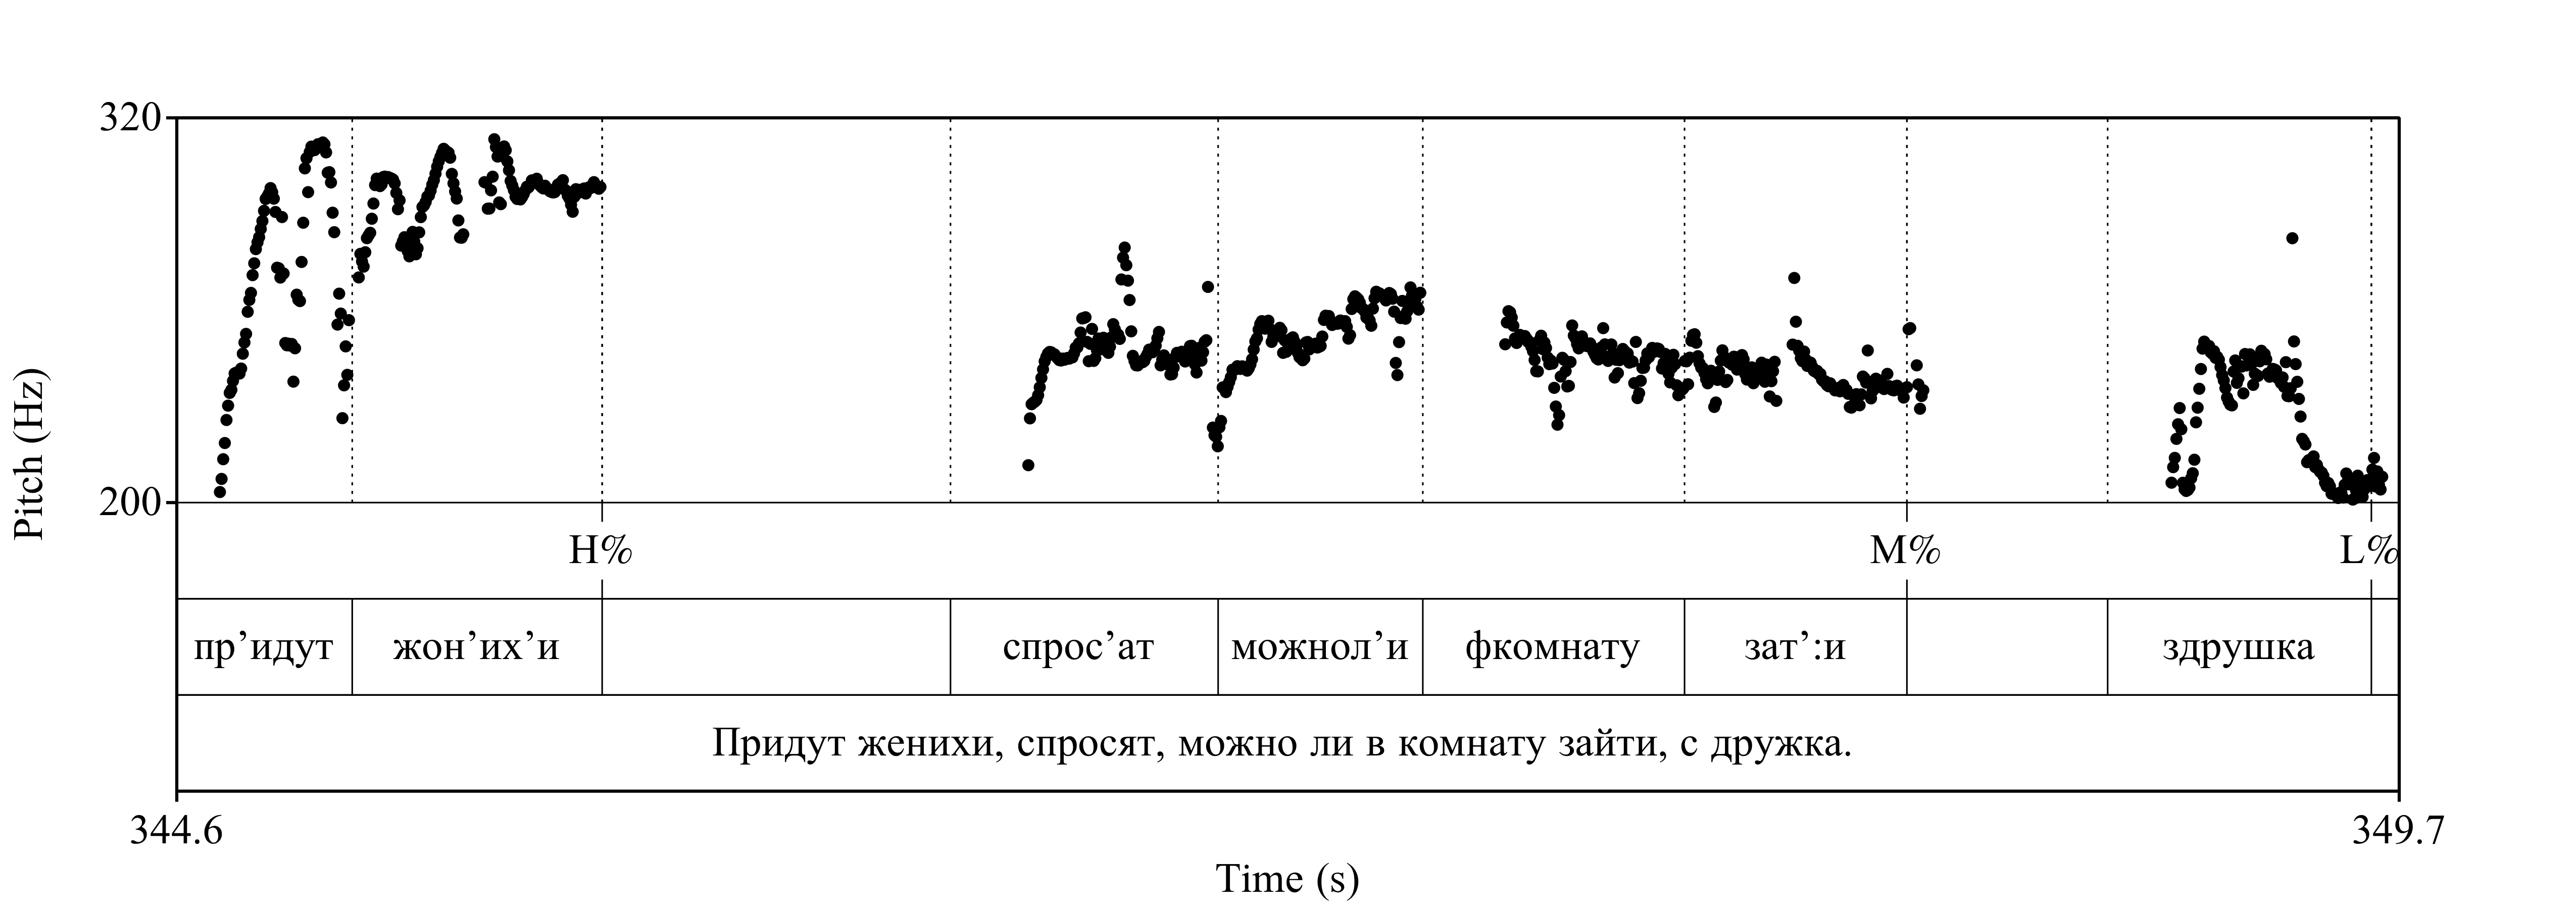 320
Pitch (Hz)
200
H% M% L%
пр’идут жон’их’и спрос’ат можнол’и фкомнату зат’:и здрушка
Придут женихи, спросят, можно ли в комнату зайти, с дружка.
344.6 349.7
Time (s)